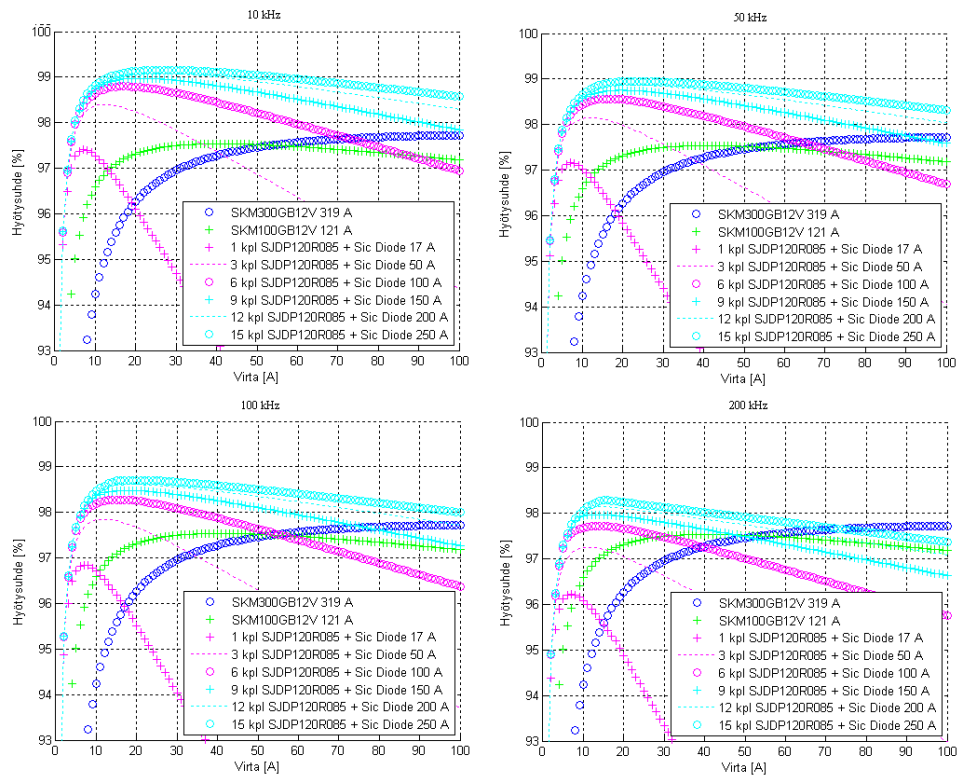 10 kHz
Hyötysuhde [%]
100
99
98
97
96
95
94
93
0 10 20 30 40 50 60 70 80 90 100
Virta [A]
SKM300GB12V 319 A
SKM100GB12V 121 A
1 kpl SJDP120R085 + Sic Diode 17 A
3 kpl SJDP120R085 + Sic Diode 50 A
6 kpl SJDP120R085 + Sic Diode 100 A
9 kpl SJDP120R085 + Sic Diode 150 A
12 kpl SJDP120R085 + Sic Diode 200 A
15 kpl SJDP120R085 + Sic Diode 250 A
50 kHz
Hyötysuhde [%]
100
99
98
97
96
95
94
93
0 10 20 30 40 50 60 70 80 90 100
Virta [A]
SKM300GB12V 319 A
SKM100GB12V 121 A
1 kpl SJDP120R085 + Sic Diode 17 A
3 kpl SJDP120R085 + Sic Diode 50 A
6 kpl SJDP120R085 + Sic Diode 100 A
9 kpl SJDP120R085 + Sic Diode 150 A
12 kpl SJDP120R085 + Sic Diode 200 A
15 kpl SJDP120R085 + Sic Diode 250 A
100 kHz
Hyötysuhde [%]
100
99
98
97
96
95
94
93
0 10 20 30 40 50 60 70 80 90 100
Virta [A]
SKM300GB12V 319 A
SKM100GB12V 121 A
1 kpl SJDP120R085 + Sic Diode 17 A
3 kpl SJDP120R085 + Sic Diode 50 A
6 kpl SJDP120R085 + Sic Diode 100 A
9 kpl SJDP120R085 + Sic Diode 150 A
12 kpl SJDP120R085 + Sic Diode 200 A
15 kpl SJDP120R085 + Sic Diode 250 A
200 kHz
Hyötysuhde [%]
100
99
98
97
96
95
94
93
0 10 20 30 40 50 60 70 80 90 100
Virta [A]
SKM300GB12V 319 A
SKM100GB12V 121 A
1 kpl SJDP120R085 + Sic Diode 17 A
3 kpl SJDP120R085 + Sic Diode 50 A
6 kpl SJDP120R085 + Sic Diode 100 A
9 kpl SJDP120R085 + Sic Diode 150 A
12 kpl SJDP120R085 + Sic Diode 200 A
15 kpl SJDP120R085 + Sic Diode 250 A